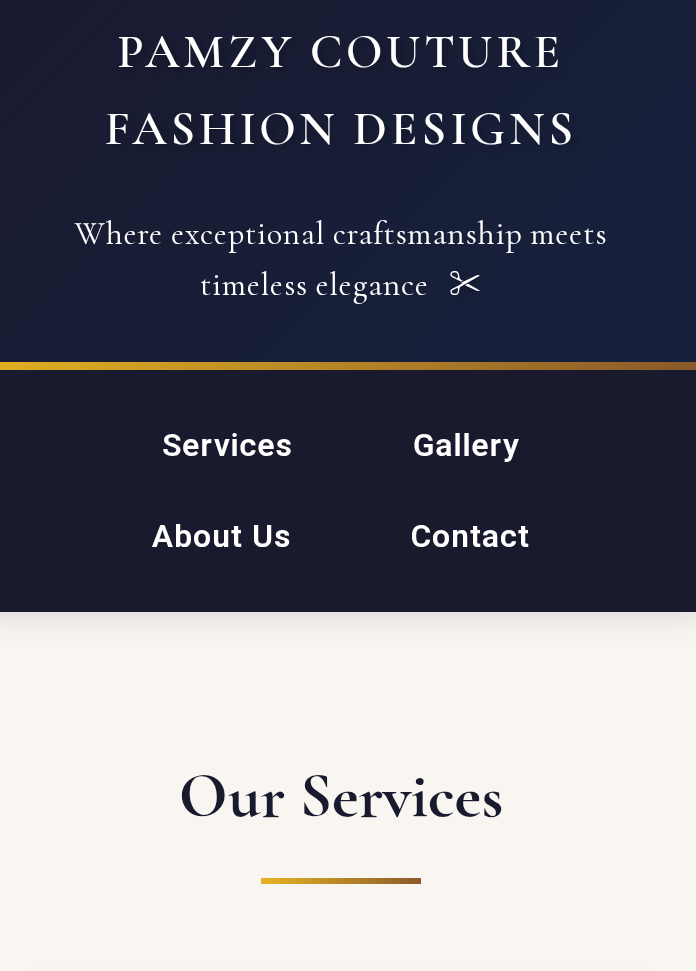 PAMZY COUTURE
FASHION DESIGNS
Where exceptional craftsmanship meets
timeless elegance ✂
Services Gallery
About Us Contact
Our Services